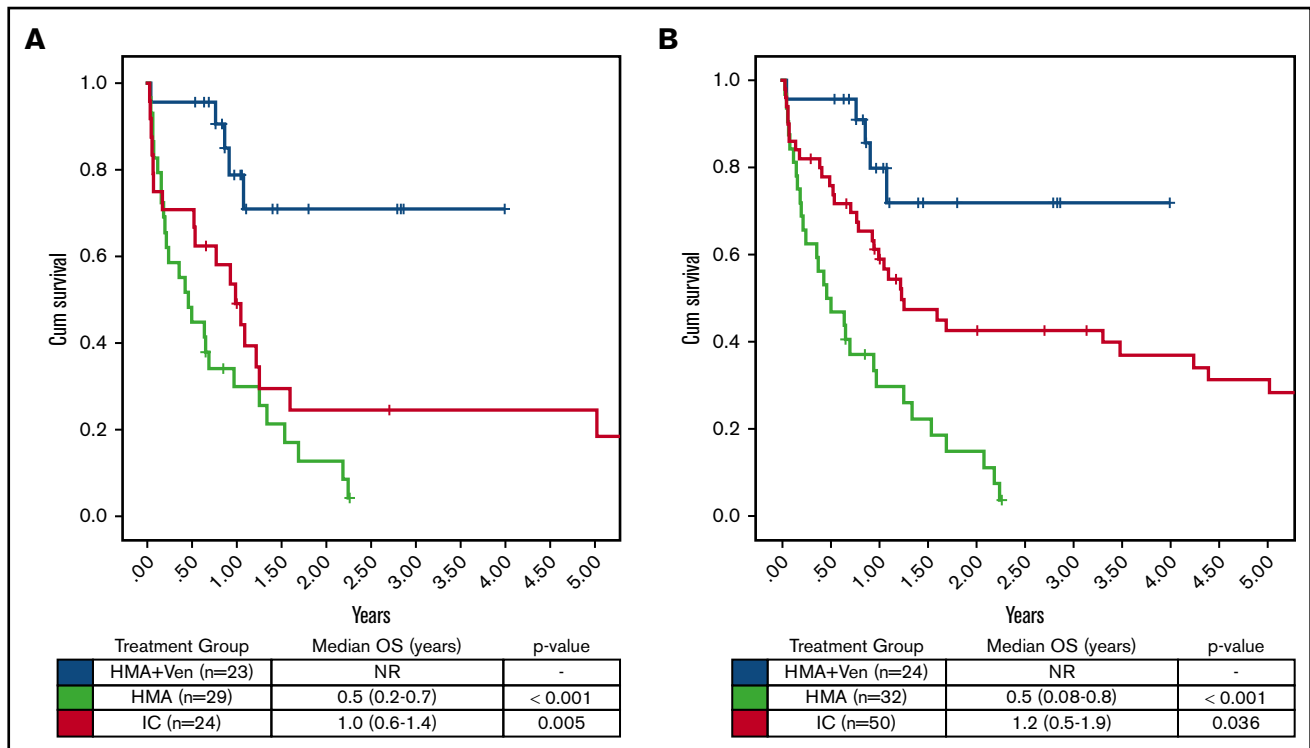 A
1.0
0.8
0.6
0.4
0.2
0.0
Cum survival
.00 .50 1.00 1.50 2.00 2.50 3.00 3.50 4.00 4.50 5.00
Years
Treatment Group Median OS (years) p-value
HMA+Ven (n=23) NR -
HMA (n=29) 0.5 (0.2-0.7) < 0.001
IC (n=24) 1.0 (0.6-1.4) 0.005
B
1.0
0.8
0.6
0.4
0.2
0.0
Cum survival
.00 .50 1.00 1.50 2.00 2.50 3.00 3.50 4.00 4.50 5.00
Years
Treatment Group Median OS (years) p-value
HMA+Ven (n=24) NR -
HMA (n=32) 0.5 (0.08-0.8) < 0.001
IC (n=50) 1.2 (0.5-1.9) 0.036